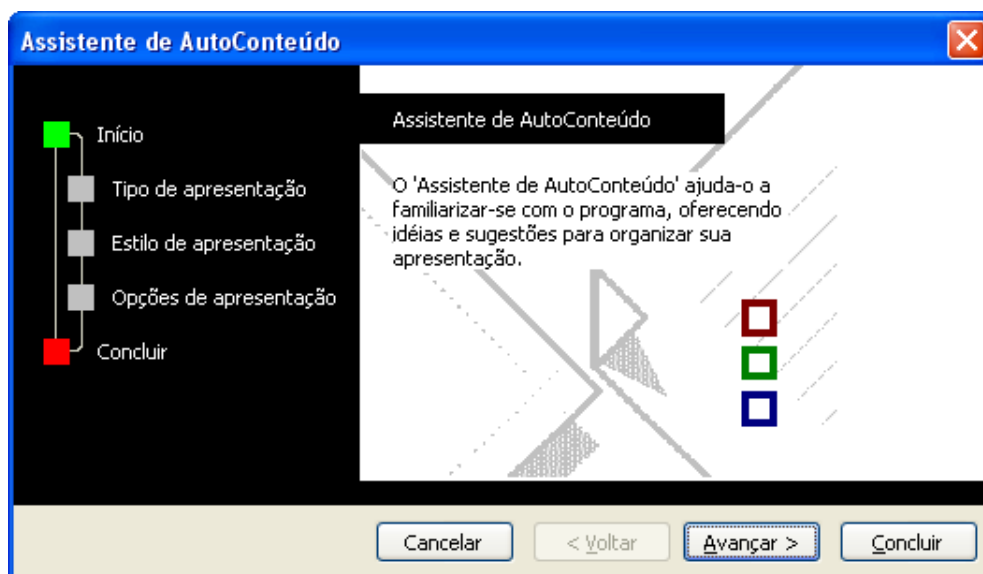 Assistente de AutoConteúdo
Início
Tipo de apresentação
Estilo de apresentação
Opções de apresentação
Concluir
Assistente de AutoConteúdo
O 'Assistente de AutoConteúdo' ajuda-o a
familiarizar-se com o programa, oferecendo
idéias e sugestões para organizar sua
apresentação.
Cancelar < Voltar Avançar > Concluir